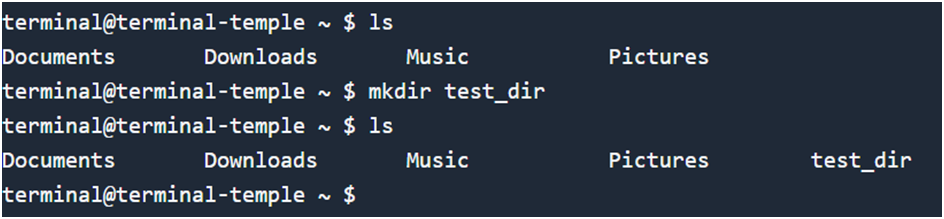 terminal@terminal-temple ~ $ ls
Documents Downloads Music Pictures
terminal@terminal-temple ~ $ mkdir test_dir
terminal@terminal-temple ~ $ ls
Documents Downloads Music Pictures test_dir
terminal@terminal-temple ~ $